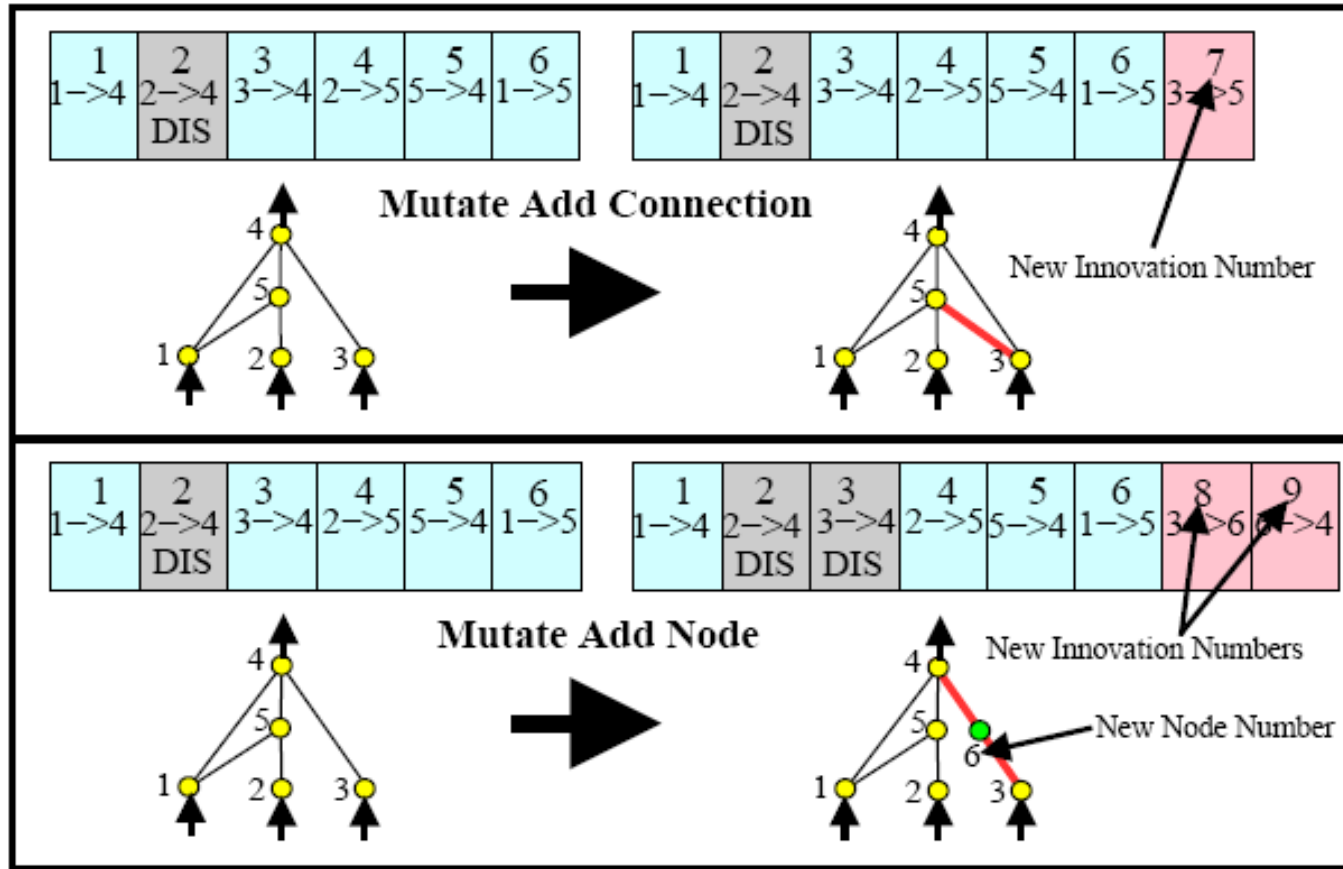 1 2 3 4 5 6
1->4 2->4 3->4 2->5 5->4 1->5
DIS
1 2 3 4 5 6 7
1->4 2->4 3->4 2->5 5->4 1->5 3->5
DIS
Mutate Add Connection
4
5
1 2 3
New Innovation Number
4
5
1 2 3
1 2 3 4 5 6
1->4 2->4 3->4 2->5 5->4 1->5
DIS
1 2 3 4 5 6 8 9
1->4 2->4 3->4 2->5 5->4 1->5 3->6 6->4
DIS DIS
Mutate Add Node
4
5
1 2 3
New Innovation Numbers
4
5
New Node Number
6
1 2 3